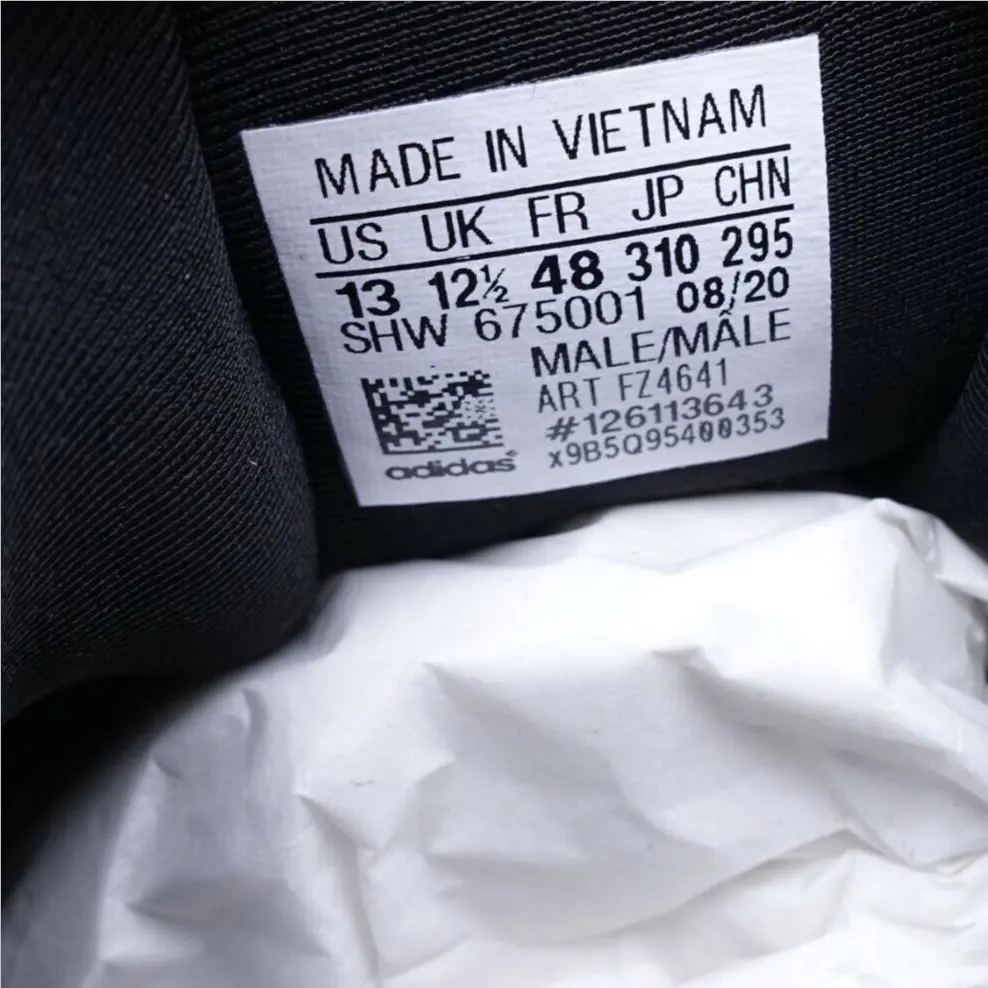 MADE IN VIETNAM
US UK FR JP CHN
13 12½ 48 310 295
SHW 675001 08/20
MALE/MÂLE
ART FZ4641
#126113643
x9B5Q95400353
adidas